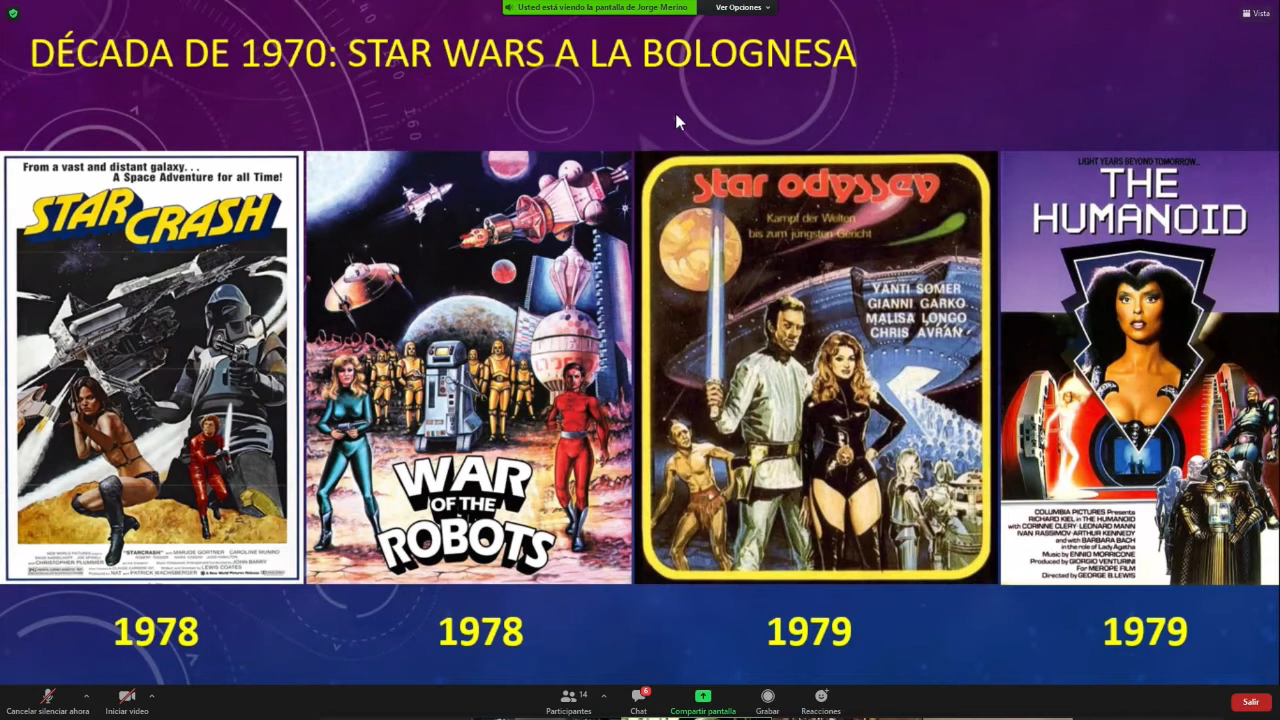 Usted está viendo la pantalla de Jorge Merino
Ver Opciones
Vista
DÉCADA DE 1970: STAR WARS A LA BOLOGNESA
From a vast and distant galaxy...
A Space Adventure for all Time!
STAR CRASH
WAR
OF THE
ROBOTS
star odyssey
Kampf der Welten
bis zum jüngsten Gericht
YANTI SOMER
GIANNI GARKO
MALISA LONGO
CHRIS AVRAN
LIGHT YEARS BEYOND TOMORROW...
THE
HUMANOID
COLUMBIA PICTURES Presents
RICHARD KIEL in THE HUMANOID
with CORINNE CLERY LEONARD MANN
IVAN RASSIMOV ARTHUR KENNEDY
and with BARBARA BACH
in the role of Lady Agatha
Music by ENNIO MORRICONE
Produced by GIORGIO VENTURINI
For MEROPE FILM
Directed by GEORGE B. LEWIS
1978
1978
1979
1979
Cancelar silenciar ahora
Iniciar video
14
Participantes
6
Chat
Compartir pantalla
Grabar
Reacciones
Salir